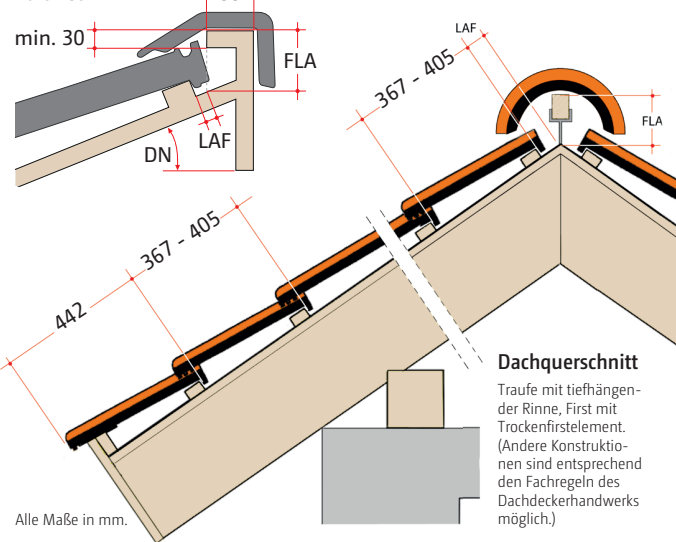 min. 30
FLA
LAF
DN
LAF
367 - 405
FLA
367 - 405
442
Dachquerschnitt
Traufe mit tiefhängen-
der Rinne, First mit
Trockenfirstelement.
(Andere Konstruktio-
nen sind entsprechend
den Fachregeln des
Dachdeckerhandwerks
möglich.)
Alle Maße in mm.